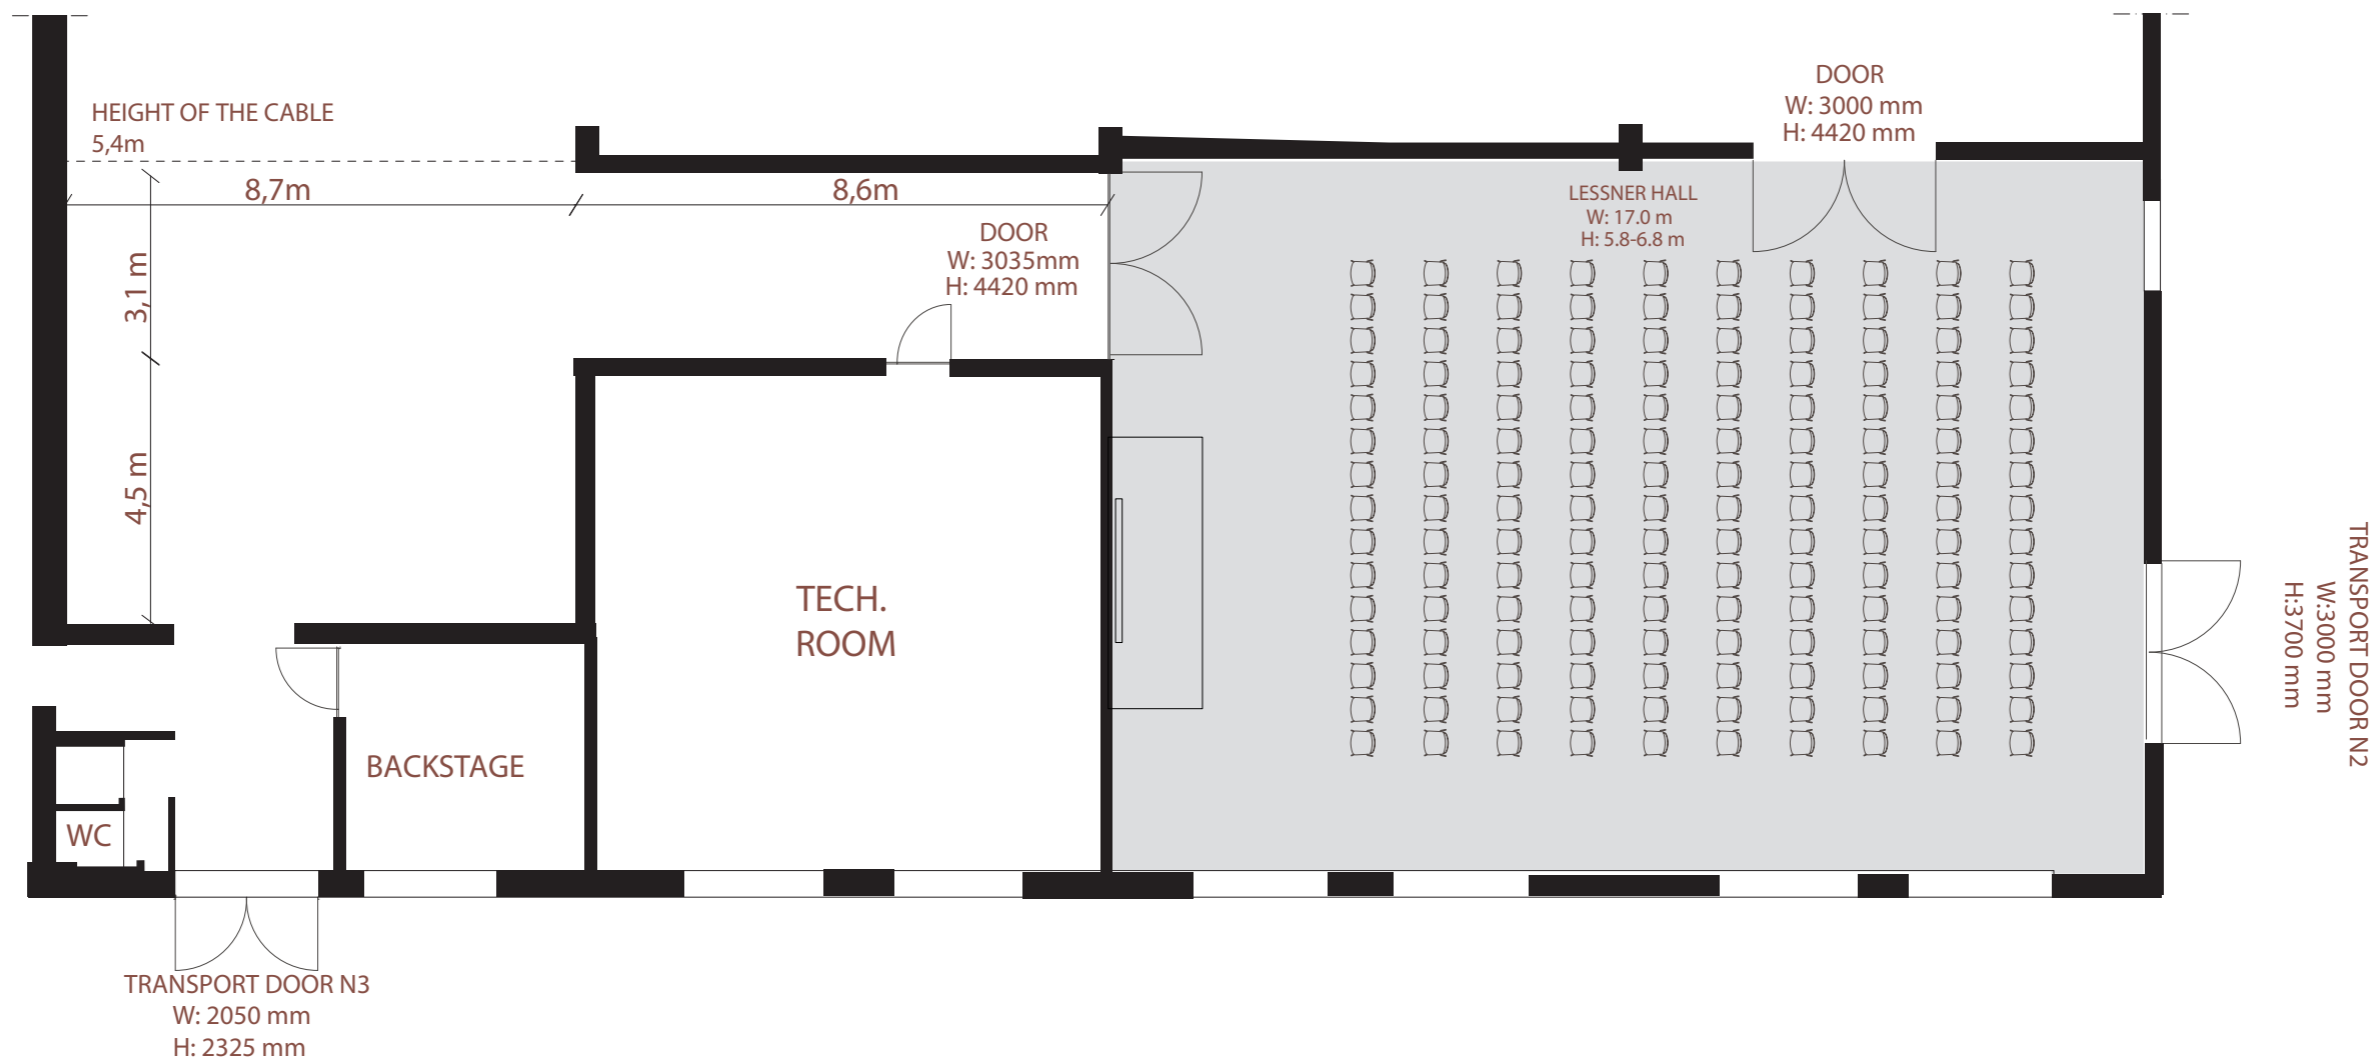 HEIGHT OF THE CABLE
5,4m
8,7m
8,6m
3,1 m
4,5 m
DOOR
W: 3035mm
H: 4420 mm
DOOR
W: 3000 mm
H: 4420 mm
LESSNER HALL
W: 17.0 m
H: 5.8-6.8 m
TECH.
ROOM
BACKSTAGE
WC
TRANSPORT DOOR N2
W:3000 mm
H:3700 mm
TRANSPORT DOOR N3
W: 2050 mm
H: 2325 mm